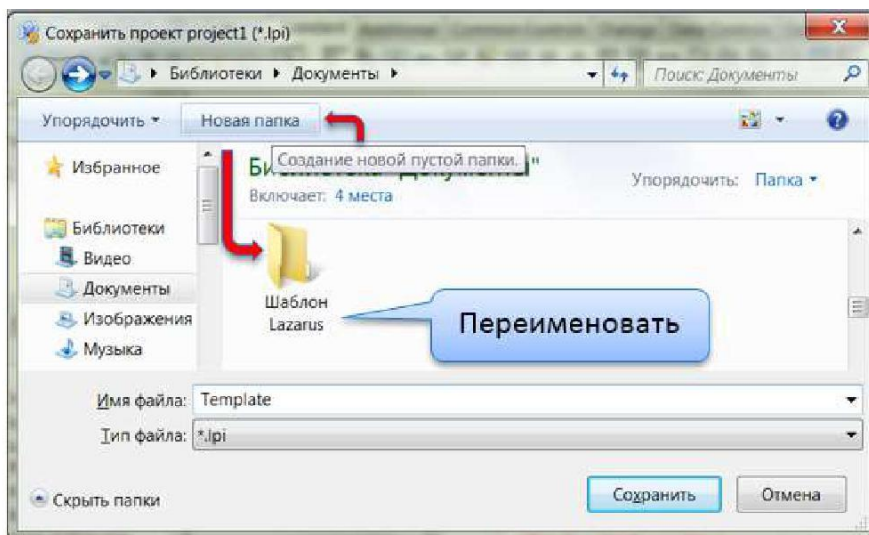 Сохранить проект project1 (*.lpi)
Библиотеки Документы
Поиск: Документы
Упорядочить
Новая папка
Создание новой пустой папки.
Избранное
Включает: 4 места
Упорядочить: Папка
Библиотеки
Видео
Документы
Изображения
Музыка
Шаблон
Lazarus
Переименовать
Имя файла: Template
Тип файла: *.lpi
Скрыть папки
Сохранить
Отмена